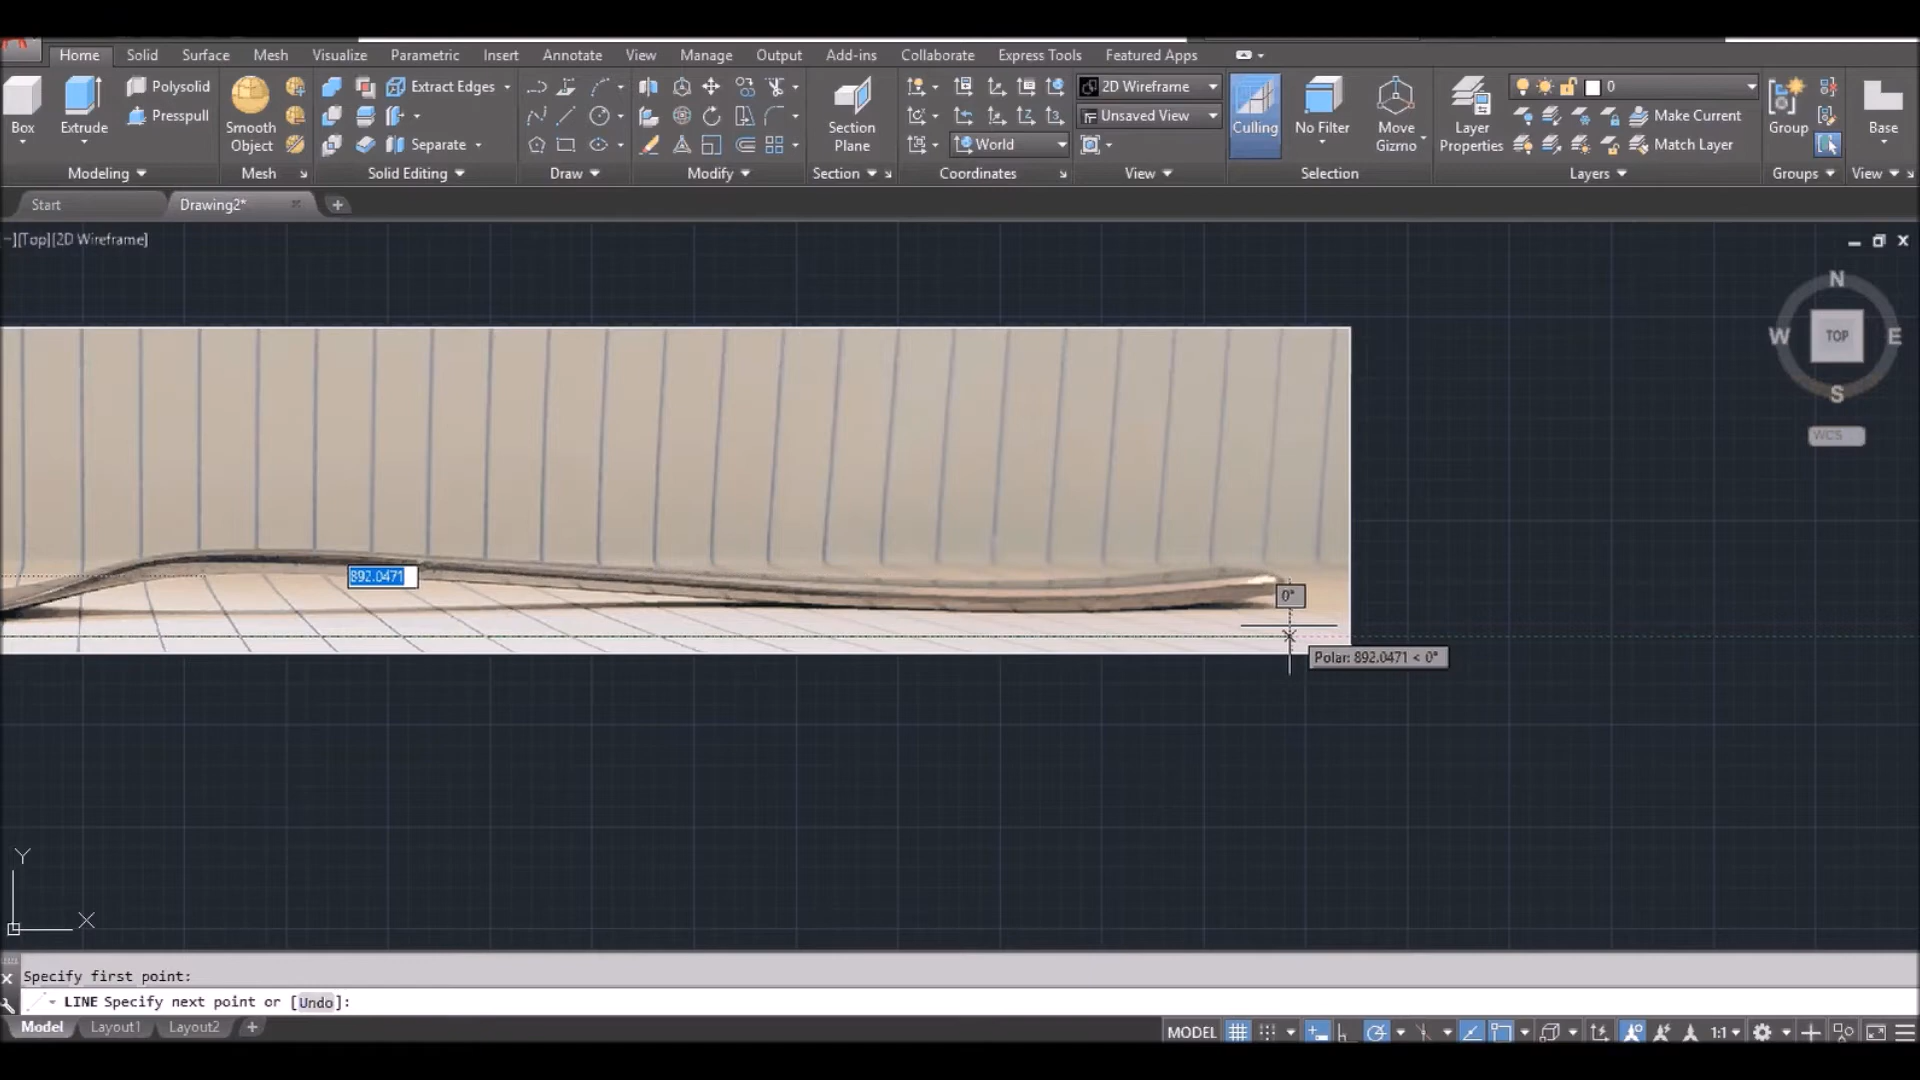 Home Solid Surface Mesh Visualize Parametric Insert Annotate View Manage Output Add-ins Collaborate Express Tools Featured Apps
Polysolid Extract Edges 2D Wireframe 0
Presspull Unsaved View Make Current
Box Extrude Smooth Object Separate Section Plane World Culling No Filter Move Gizmo Layer Properties Match Layer Group Base
Modeling Mesh Solid Editing Draw Modify Section Coordinates View Selection Layers Groups View
Start Drawing2*
–][Top][2D Wireframe]
N
W TOP E
S
WCS
892.0471
0°
Polar: 892.0471 < 0°
Y
X
Specify first point:
LINE Specify next point or [Undo]:
Model Layout1 Layout2
MODEL 1:1